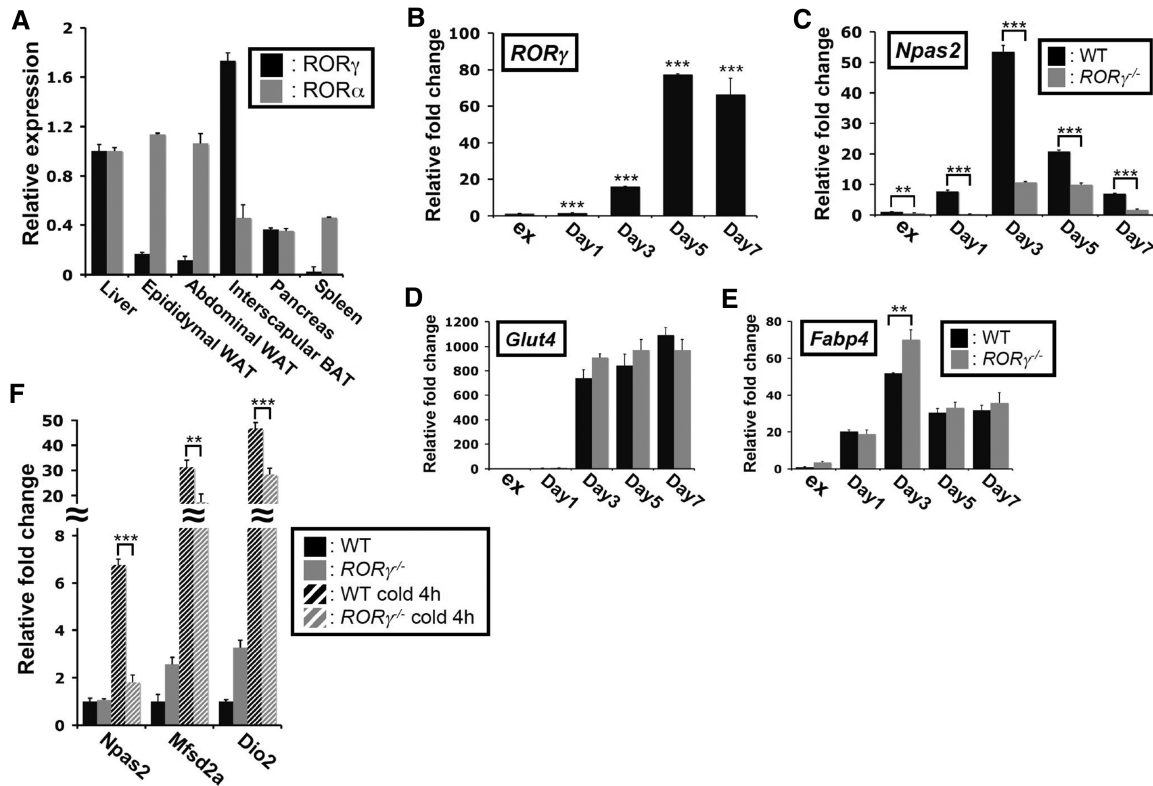 A
Relative expression
2
1.6
1.2
0.8
0.4
0
: RORγ
: RORα
Liver
Epididymal WAT
Abdominal WAT
Interscapular BAT
Pancreas
Spleen
B
Relative fold change
100
80
60
40
20
0
RORγ
***
***
***
***
ex
Day1
Day3
Day5
Day7
C
Relative fold change
60
50
40
30
20
10
0
Npas2
: WT
: RORγ-/-
**
***
***
***
***
ex
Day1
Day3
Day5
Day7
D
Relative fold change
1200
1000
800
600
400
200
0
Glut4
ex
Day1
Day3
Day5
Day7
E
Relative fold change
80
60
40
20
0
Fabp4
**
: WT
: RORγ-/-
ex
Day1
Day3
Day5
Day7
F
Relative fold change
50
40
30
20
8
6
4
2
0
***
**
***
: WT
: RORγ-/-
: WT cold 4h
: RORγ-/- cold 4h
Npas2
Mfsd2a
Dio2